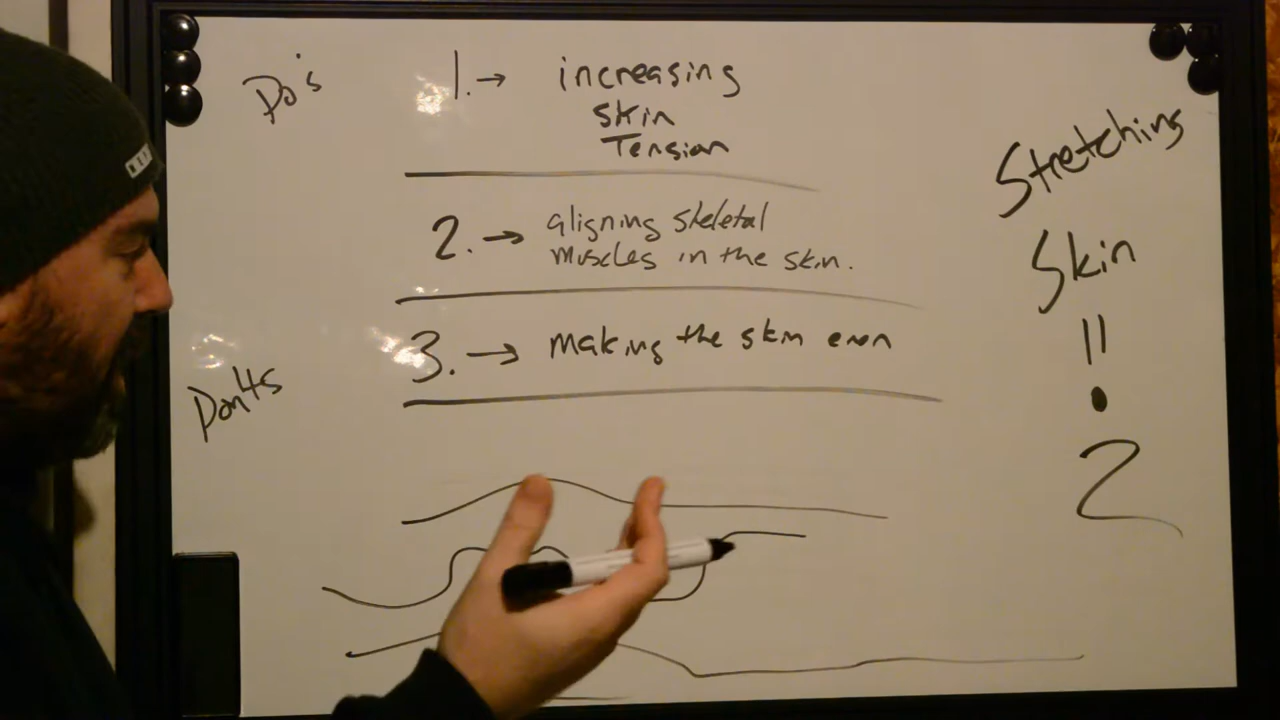 Do's
1. → increasing
skin
Tension
2. → aligning skeletal
muscles in the skin.
3. → making the skin even
Don'ts
Stretching
Skin
!!
2